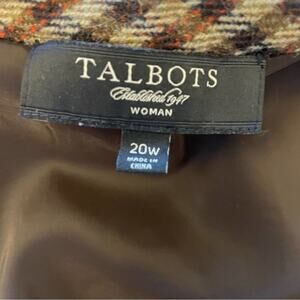 TALBOTS
Established 1947
WOMAN
20W
MADE IN
CHINA